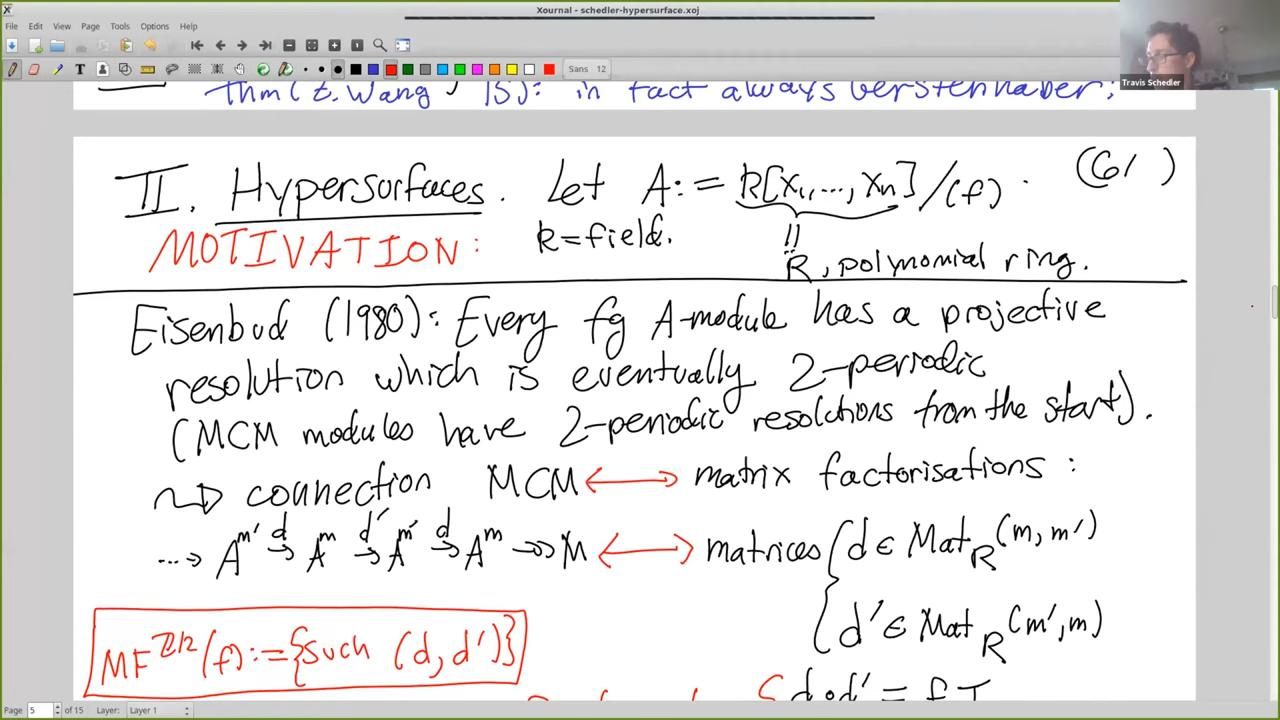 Xournal - schedler-hypersurface.xoj
File Edit View Page Tools Options Help
Sans 12
Travis Schedler
Thm (Z. Wang, '15): in fact always Gerstenhaber!
II. Hypersurfaces. Let A := k[x₁,...,xₙ]/(f). (61 )
MOTIVATION: k=field. " R, polynomial ring.
Eisenbud (1980): Every fg A-module has a projective
resolution which is eventually 2-periodic
(MCM modules have 2-periodic resolutions from the start).
⇝ connection MCM ⟷ matrix factorisations:
···→ A^m' →d A^m →d' A^m' →d A^m ↠ M ⟷ matrices { d ∈ Mat_R (m, m')
d' ∈ Mat_R (m', m)
MF^ℤ/2 (f) := {such (d, d')}
d∘d' = f I
Page 5 of 15 Layer: Layer 1